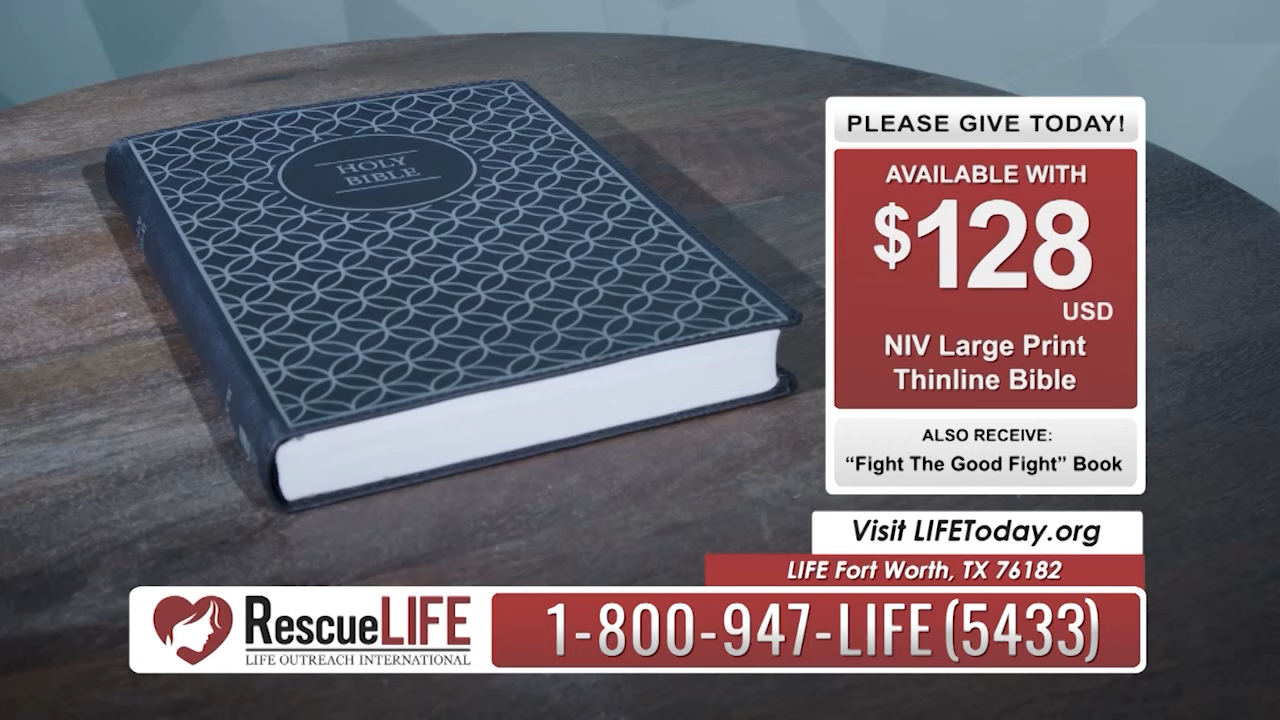 HOLY
BIBLE
PLEASE GIVE TODAY!
AVAILABLE WITH
$128
USD
NIV Large Print
Thinline Bible
ALSO RECEIVE:
“Fight The Good Fight” Book
Visit LIFEToday.org
LIFE Fort Worth, TX 76182
RescueLIFE
LIFE OUTREACH INTERNATIONAL
1-800-947-LIFE (5433)